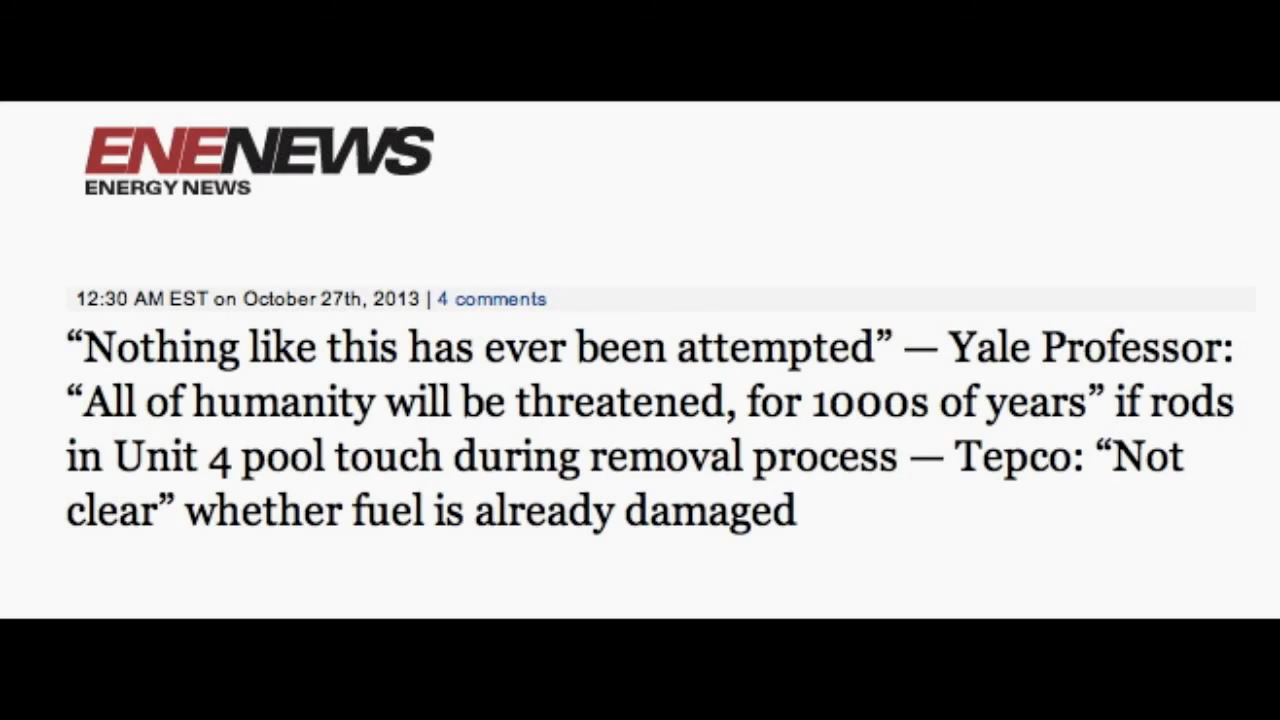 ENENEWS
ENERGY NEWS
12:30 AM EST on October 27th, 2013 | 4 comments
“Nothing like this has ever been attempted” — Yale Professor:
“All of humanity will be threatened, for 1000s of years” if rods
in Unit 4 pool touch during removal process — Tepco: “Not
clear” whether fuel is already damaged